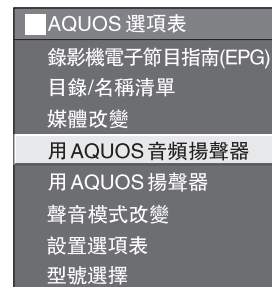 AQUOS 選項表
錄影機電子節目指南(EPG)
目錄/名稱清單
媒體改變
用AQUOS音頻揚聲器
用AQUOS揚聲器
聲音模式改變
設置選項表
型號選擇